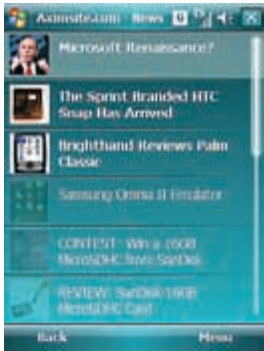 Aximsite.com News
Microsoft Renaissance?
The Sprint Branded HTC
Snap Has Arrived
Brighthand Reviews Palm
Classic
Samsung Omnia II Emulator
CONTEST: Win a 16GB
MicroSDHC from SanDisk
REVIEW: SanDisk 16GB
MicroSDHC Card
Back Menu